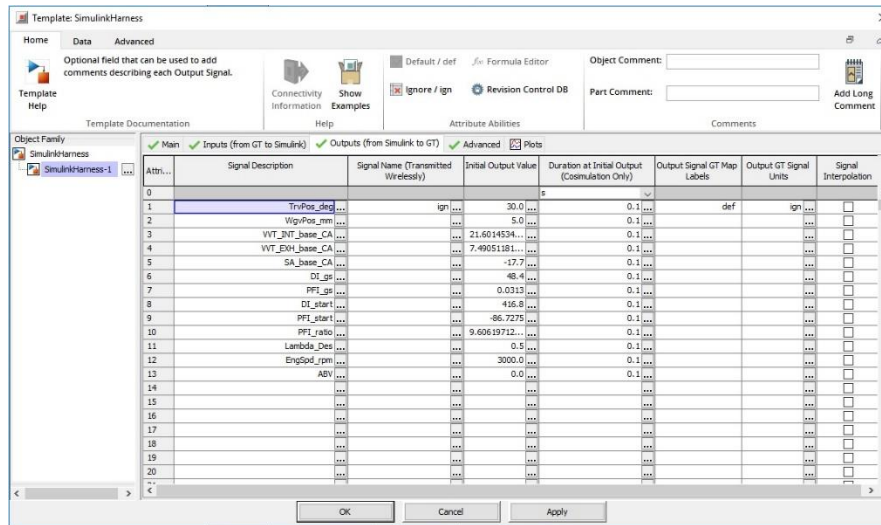 Template: SimulinkHarness
Home Data Advanced
Optional field that can be used to add
comments describing each Output Signal.
Template
Help
Connectivity
Information
Show
Examples
Default / def
Formula Editor
Ignore / ign
Revision Control DB
Object Comment:
Part Comment:
Add Long
Comment
Template Documentation Help Attribute Abilities Comments
Object Family
SimulinkHarness
SimulinkHarness-1 ...
Main Inputs (from GT to Simulink) Outputs (from Simulink to GT) Advanced Plots
Attri... Signal Description Signal Name (Transmitted Wirelessly) Initial Output Value Duration at Initial Output (Cosimulation Only) Output Signal GT Map Labels Output GT Signal Units Signal Interpolation
0 s
1 TrvPos_deg ... ign ... 30.0 ... 0.1 ... def ign ...
2 WgvPos_mm ... ... 5.0 ... 0.1 ... ...
3 VVT_INT_base_CA ... ... 21.6014534... ... 0.1 ... ...
4 VVT_EXH_base_CA ... ... 7.49051181... ... 0.1 ... ...
5 SA_base_CA ... ... -17.7 ... 0.1 ... ...
6 DI_gs ... ... 48.4 ... 0.1 ... ...
7 PFI_gs ... ... 0.0313 ... 0.1 ... ...
8 DI_start ... ... 416.8 ... 0.1 ... ...
9 PFI_start ... ... -86.7275 ... 0.1 ... ...
10 PFI_ratio ... ... 9.60619712... ... 0.1 ... ...
11 Lambda_Des ... ... 0.5 ... 0.1 ... ...
12 EngSpd_rpm ... ... 3000.0 ... 0.1 ... ...
13 ABV ... ... 0.0 ... 0.1 ... ...
14 ... ... ... ... ...
15 ... ... ... ... ...
16 ... ... ... ... ...
17 ... ... ... ... ...
18 ... ... ... ... ...
19 ... ... ... ... ...
20 ... ... ... ... ...
OK Cancel Apply